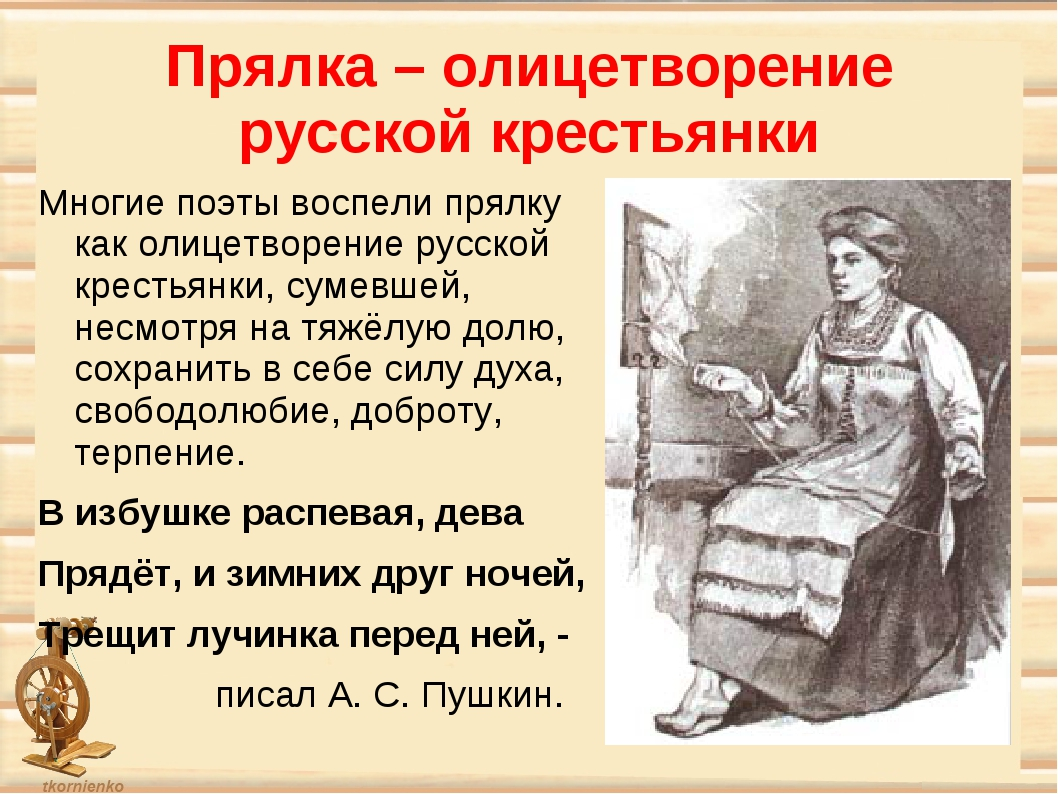 Прялка – олицетворение
русской крестьянки
Многие поэты воспели прялку
как олицетворение русской
крестьянки, сумевшей,
несмотря на тяжёлую долю,
сохранить в себе силу духа,
свободолюбие, доброту,
терпение.
В избушке распевая, дева
Прядёт, и зимних друг ночей,
Трещит лучинка перед ней, -
писал А. С. Пушкин.
tkornienko